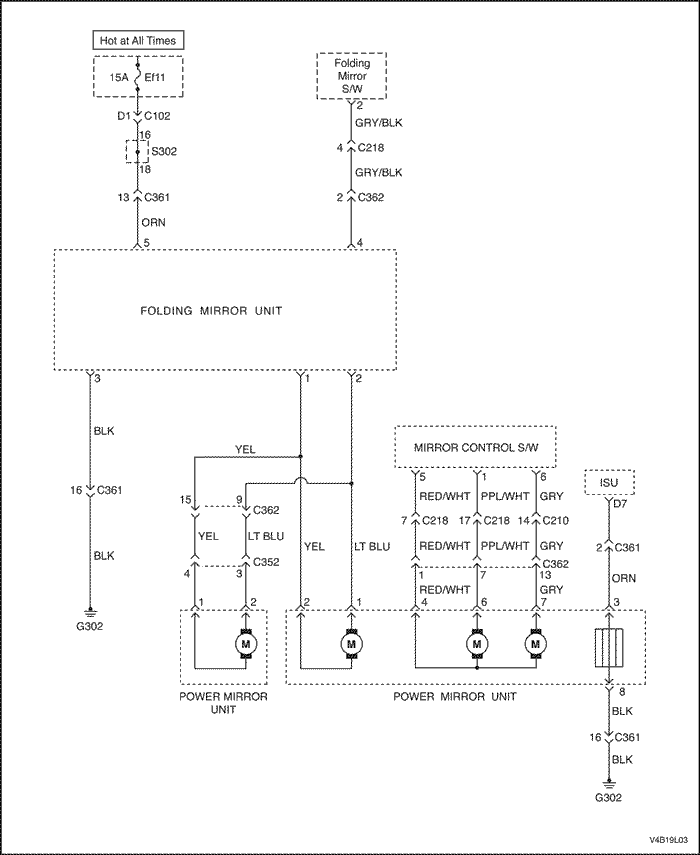 Hot at All Times
15A Ef11
Folding
Mirror
S/W
2
D1 C102
GRY/BLK
16
S302
4 C218
18
GRY/BLK
13 C361
2 C362
ORN
5
4
FOLDING MIRROR UNIT
3
1
2
BLK
YEL
MIRROR CONTROL S/W
5
1
6
ISU
16 C361
15
9
C362
RED/WHT
PPL/WHT
GRY
D7
7 C218
17 C218
14 C210
YEL
LT BLU
YEL
LT BLU
RED/WHT
PPL/WHT
GRY
2 C361
BLK
C352
C362
4
3
1
7
13
ORN
RED/WHT
GRY
1
2
2
1
4
6
7
3
G302
M
M
M
M
POWER MIRROR
UNIT
POWER MIRROR UNIT
8
BLK
16 C361
BLK
G302
V4B19L03